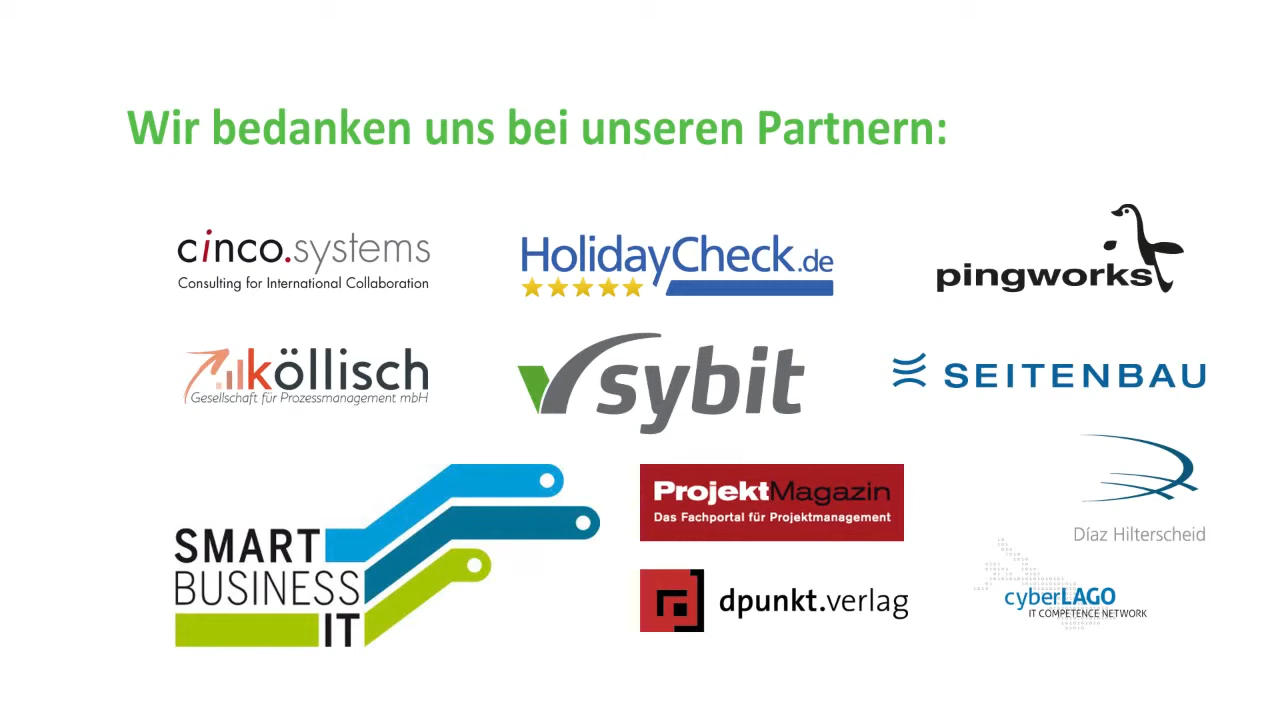 Wir bedanken uns bei unseren Partnern:
cinco.systems
Consulting for International Collaboration
HolidayCheck.de
pingworks
köllisch
Gesellschaft für Prozessmanagement mbH
sybit
SEITENBAU
SMART
BUSINESS
IT
ProjektMagazin
Das Fachportal für Projektmanagement
Díaz Hilterscheid
dpunkt.verlag
cyberLAGO
IT COMPETENCE NETWORK